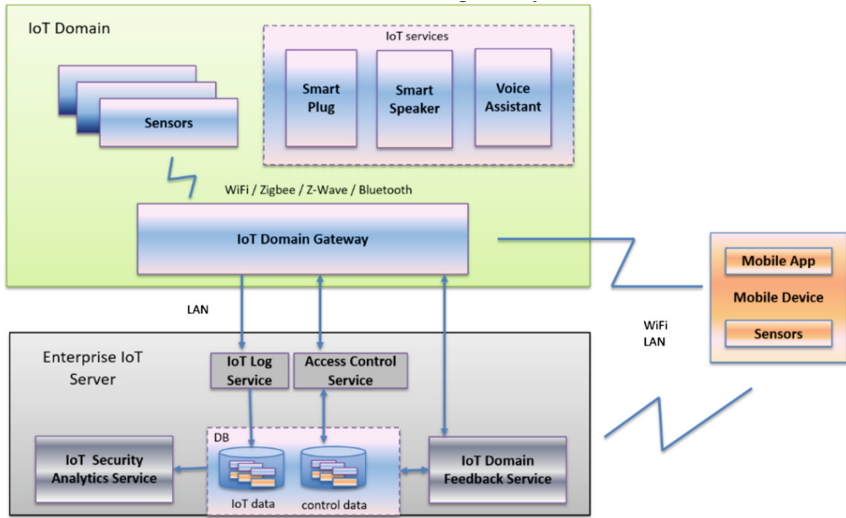 IoT Domain
IoT services
Smart
Plug
Smart
Speaker
Voice
Assistant
Sensors
WiFi / Zigbee / Z-Wave / Bluetooth
IoT Domain Gateway
Mobile App
Mobile Device
Sensors
LAN
WiFi
LAN
Enterprise IoT
Server
IoT Log
Service
Access Control
Service
DB
IoT Security
Analytics Service
IoT data
control data
IoT Domain
Feedback Service